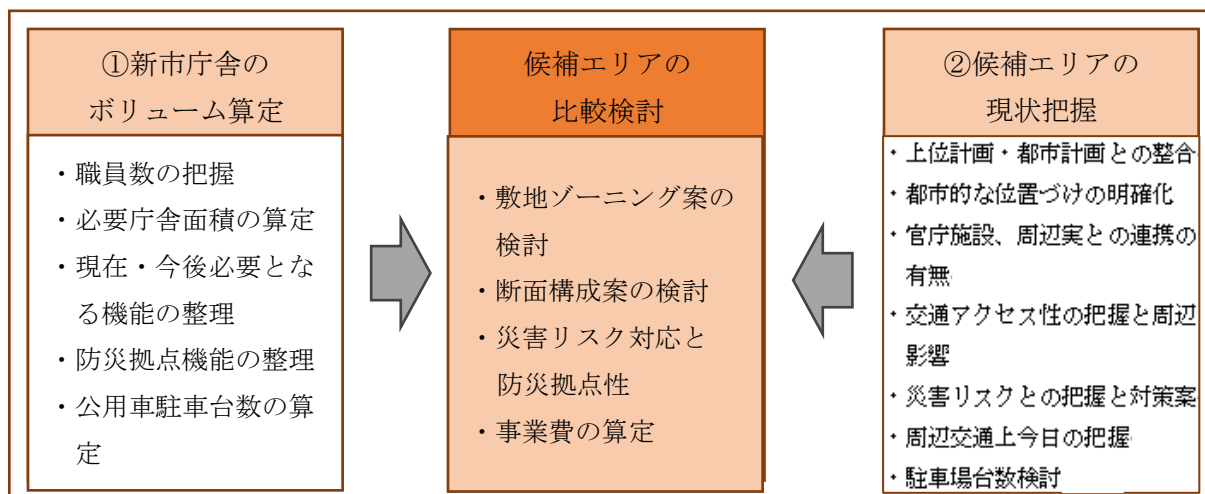 ①新市庁舎の
ボリューム算定
・職員数の把握
・必要庁舎面積の算定
・現在・今後必要とな
る機能の整理
・防災拠点機能の整理
・公用車駐車台数の算
定
候補エリアの
比較検討
・敷地ゾーニング案の
検討
・断面構成案の検討
・災害リスク対応と
防災拠点性
・事業費の算定
②候補エリアの
現状把握
・上位計画・都市計画との整合
・都市的な位置づけの明確化
・官庁施設、周辺実との連携の
有無
・交通アクセス性の把握と周辺
影響
・災害リスクとの把握と対策案
・周辺交通上今日の把握
・駐車場台数検討